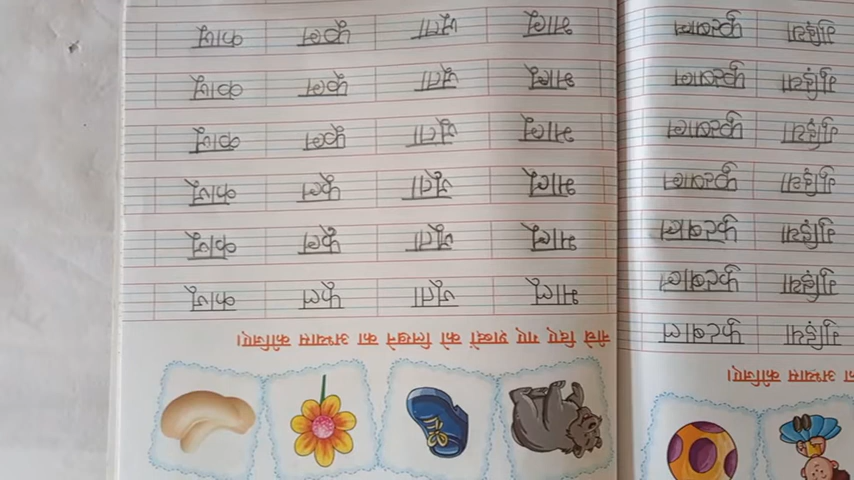 का अभ्यास कीजिए।
गुड़िया फुटबाल
गुड़िया फुटबाल
गुड़िया फुटबाल
गुड़िया फुटबाल
गुड़िया फुटबाल
गुड़िया फुटबाल
गुड़िया फुटबाल
नीचे दिए गए शब्दों को लिखने का अभ्यास कीजिए।
भालू जूता फूल काजू
भालू जूता फूल काजू
भालू जूता फूल काजू
भालू जूता फूल काजू
भालू जूता फूल काजू
भालू जूता फूल काजू